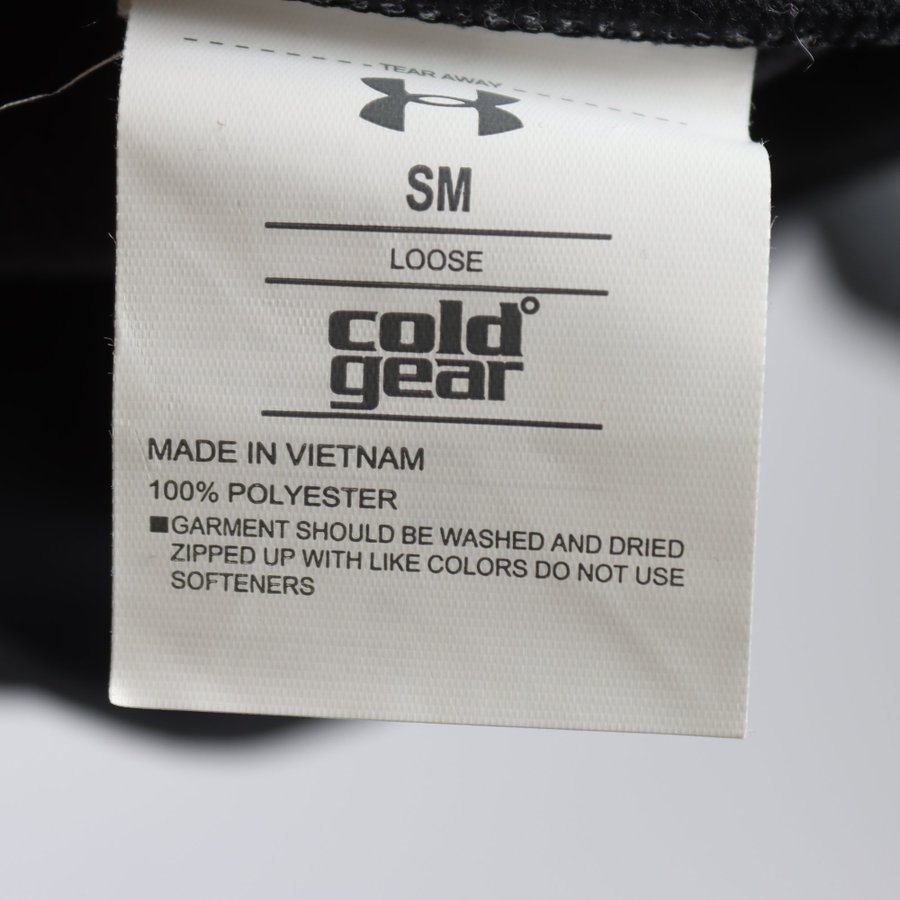 TEAR AWAY
SM
LOOSE
cold°
gear
MADE IN VIETNAM
100% POLYESTER
■GARMENT SHOULD BE WASHED AND DRIED
ZIPPED UP WITH LIKE COLORS DO NOT USE
SOFTENERS